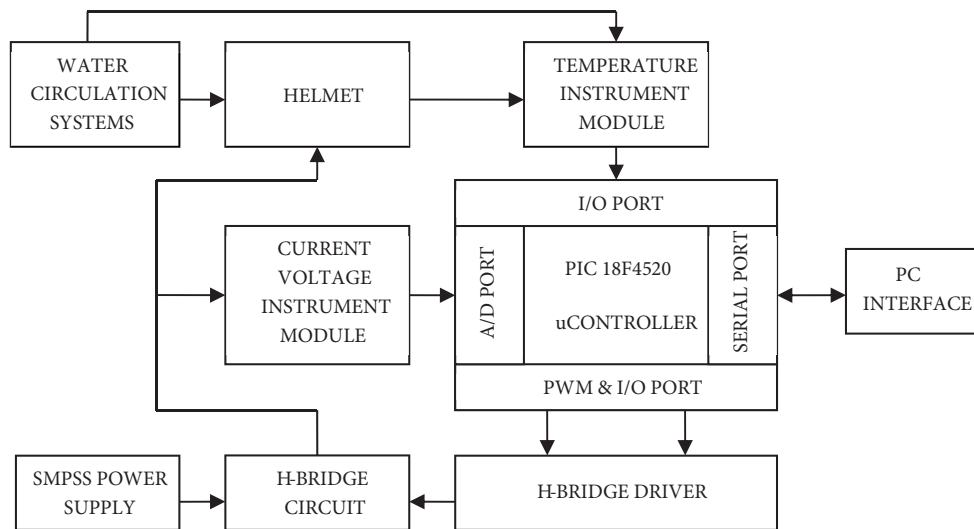 WATER
CIRCULATION
SYSTEMS
HELMET
TEMPERATURE
INSTRUMENT
MODULE
I/O PORT
CURRENT
VOLTAGE
INSTRUMENT
MODULE
A/D PORT
PIC 18F4520
uCONTROLLER
SERIAL PORT
PC
INTERFACE
PWM & I/O PORT
SMPSS POWER
SUPPLY
H-BRIDGE
CIRCUIT
H-BRIDGE DRIVER